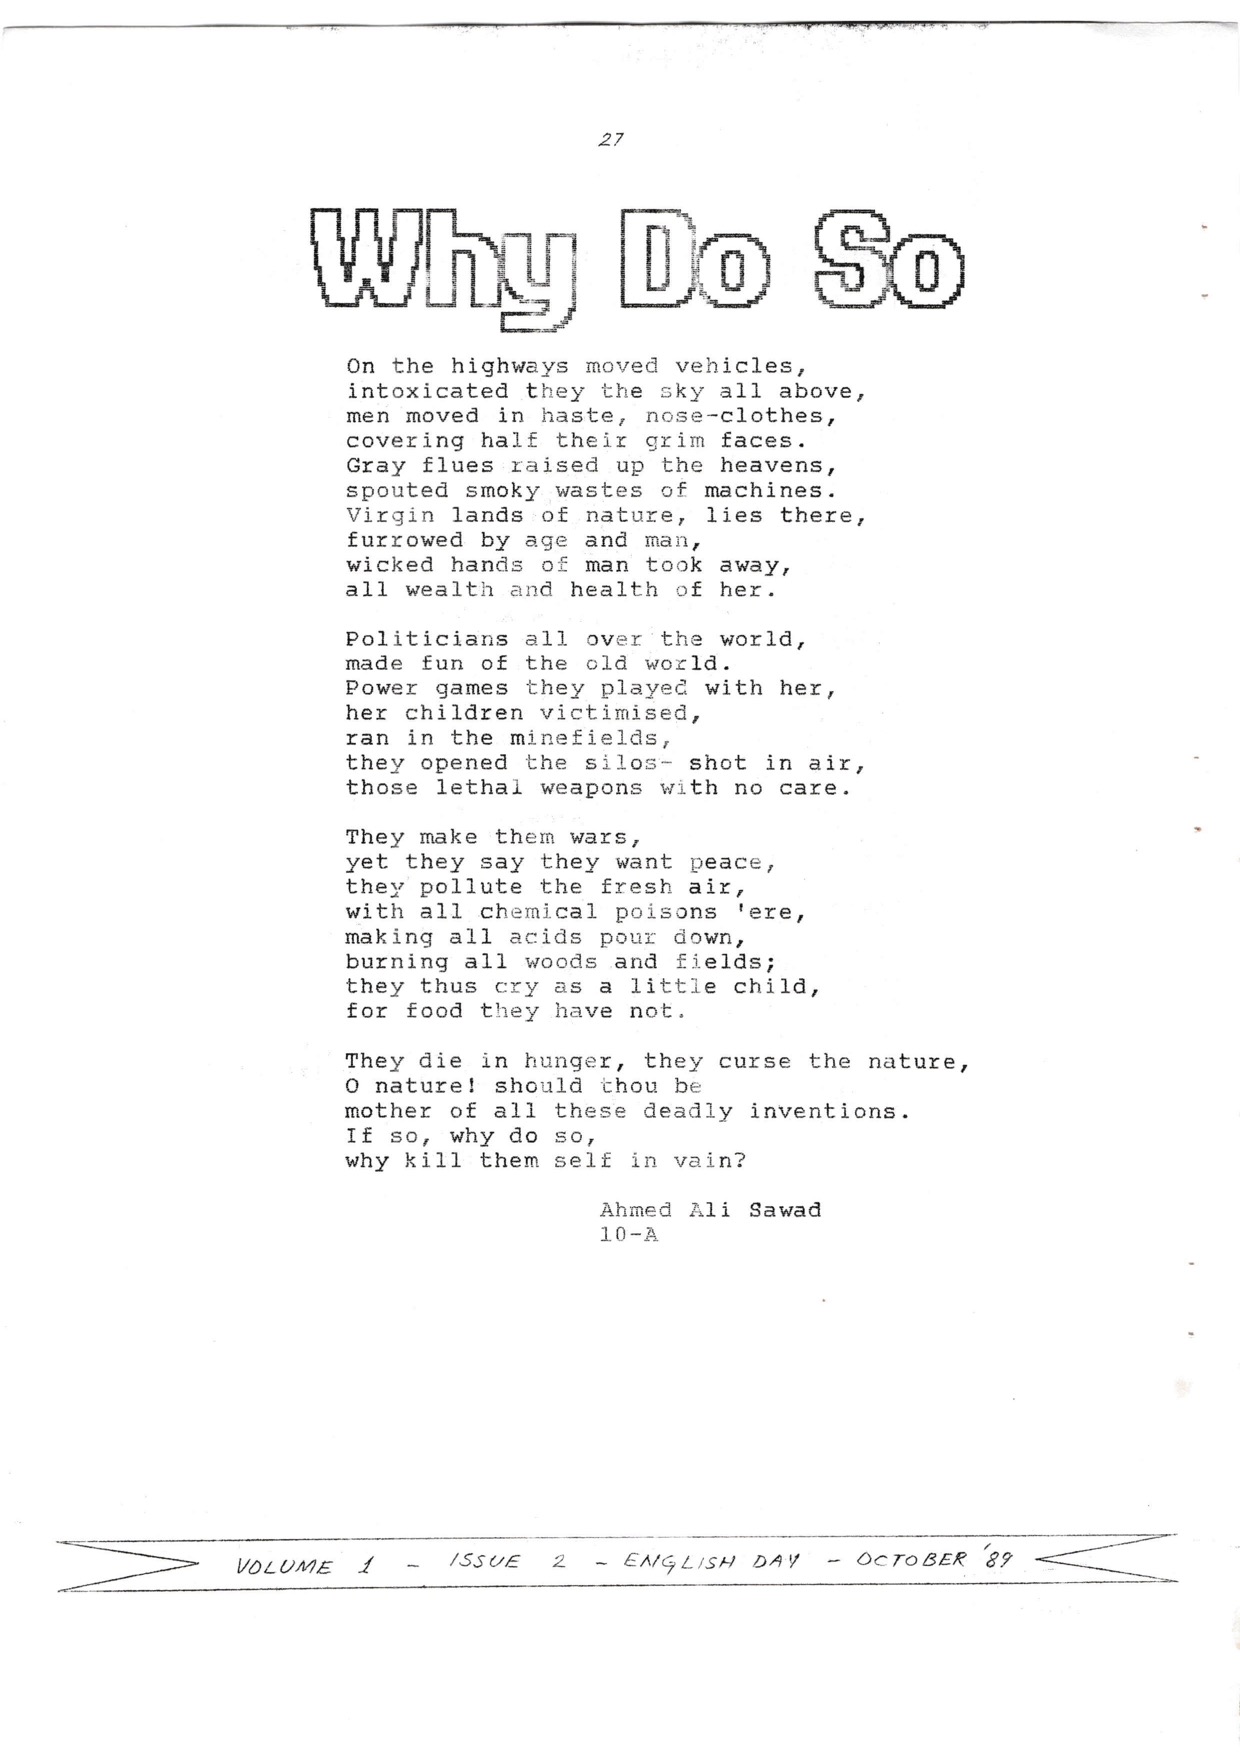 27
Why Do So
On the highways moved vehicles,
intoxicated they the sky all above,
men moved in haste, nose-clothes,
covering half their grim faces.
Gray flues raised up the heavens,
spouted smoky wastes of machines.
Virgin lands of nature, lies there,
furrowed by age and man,
wicked hands of man took away,
all wealth and health of her.

Politicians all over the world,
made fun of the old world.
Power games they played with her,
her children victimised,
ran in the minefields,
they opened the silos- shot in air,
those lethal weapons with no care.

They make them wars,
yet they say they want peace,
they pollute the fresh air,
with all chemical poisons 'ere,
making all acids pour down,
burning all woods and fields;
they thus cry as a little child,
for food they have not.

They die in hunger, they curse the nature,
O nature! should thou be
mother of all these deadly inventions.
If so, why do so,
why kill them self in vain?

Ahmed Ali Sawad
10-A
VOLUME 1 - ISSUE 2 - ENGLISH DAY - OCTOBER '89